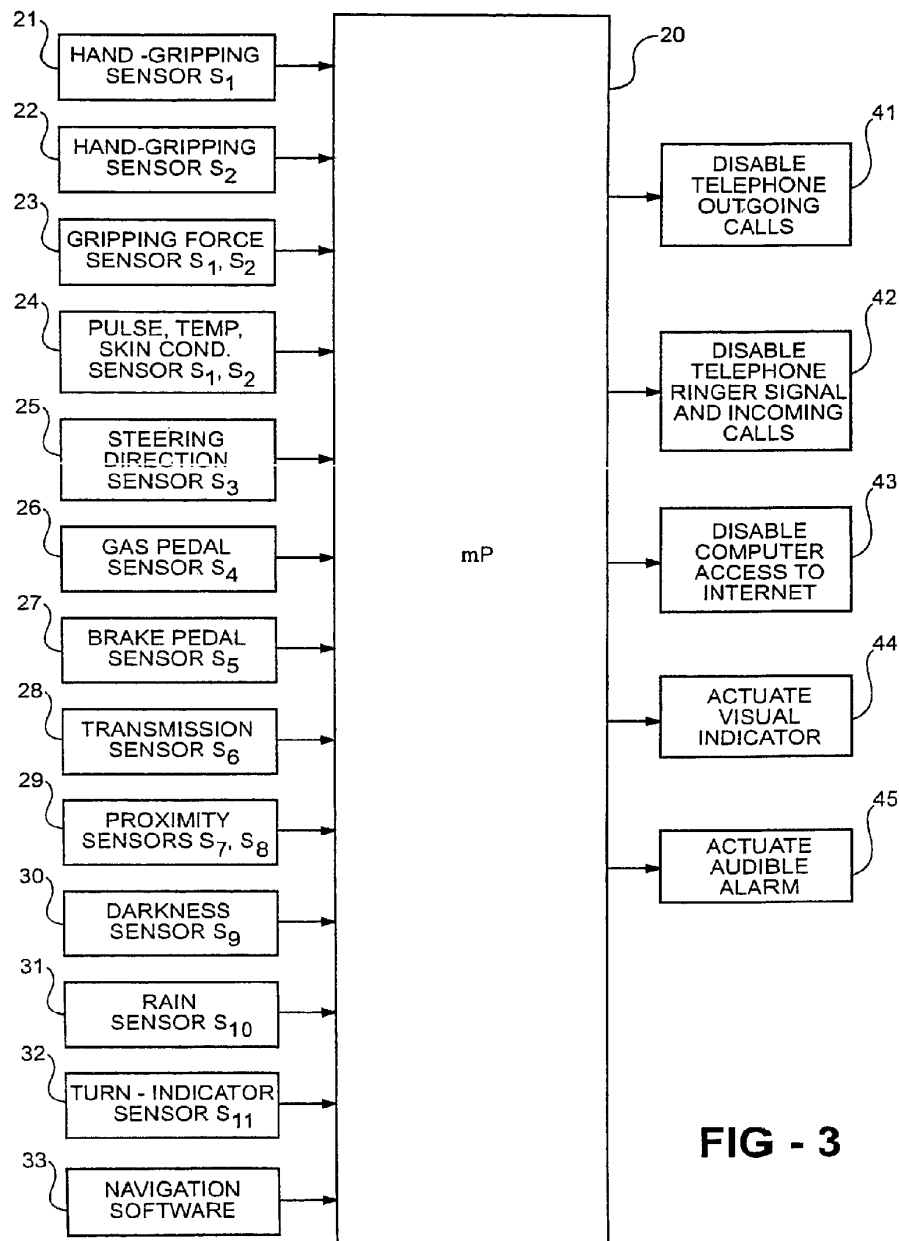 21
HAND -GRIPPING
SENSOR S1
22
HAND-GRIPPING
SENSOR S2
23
GRIPPING FORCE
SENSOR S1, S2
24
PULSE, TEMP,
SKIN COND.
SENSOR S1, S2
25
STEERING
DIRECTION
SENSOR S3
26
GAS PEDAL
SENSOR S4
27
BRAKE PEDAL
SENSOR S5
28
TRANSMISSION
SENSOR S6
29
PROXIMITY
SENSORS S7, S8
30
DARKNESS
SENSOR S9
31
RAIN
SENSOR S10
32
TURN - INDICATOR
SENSOR S11
33
NAVIGATION
SOFTWARE
mP
20
41
DISABLE
TELEPHONE
OUTGOING
CALLS
42
DISABLE
TELEPHONE
RINGER SIGNAL
AND INCOMING
CALLS
43
DISABLE
COMPUTER
ACCESS TO
INTERNET
44
ACTUATE
VISUAL
INDICATOR
45
ACTUATE
AUDIBLE
ALARM
FIG - 3